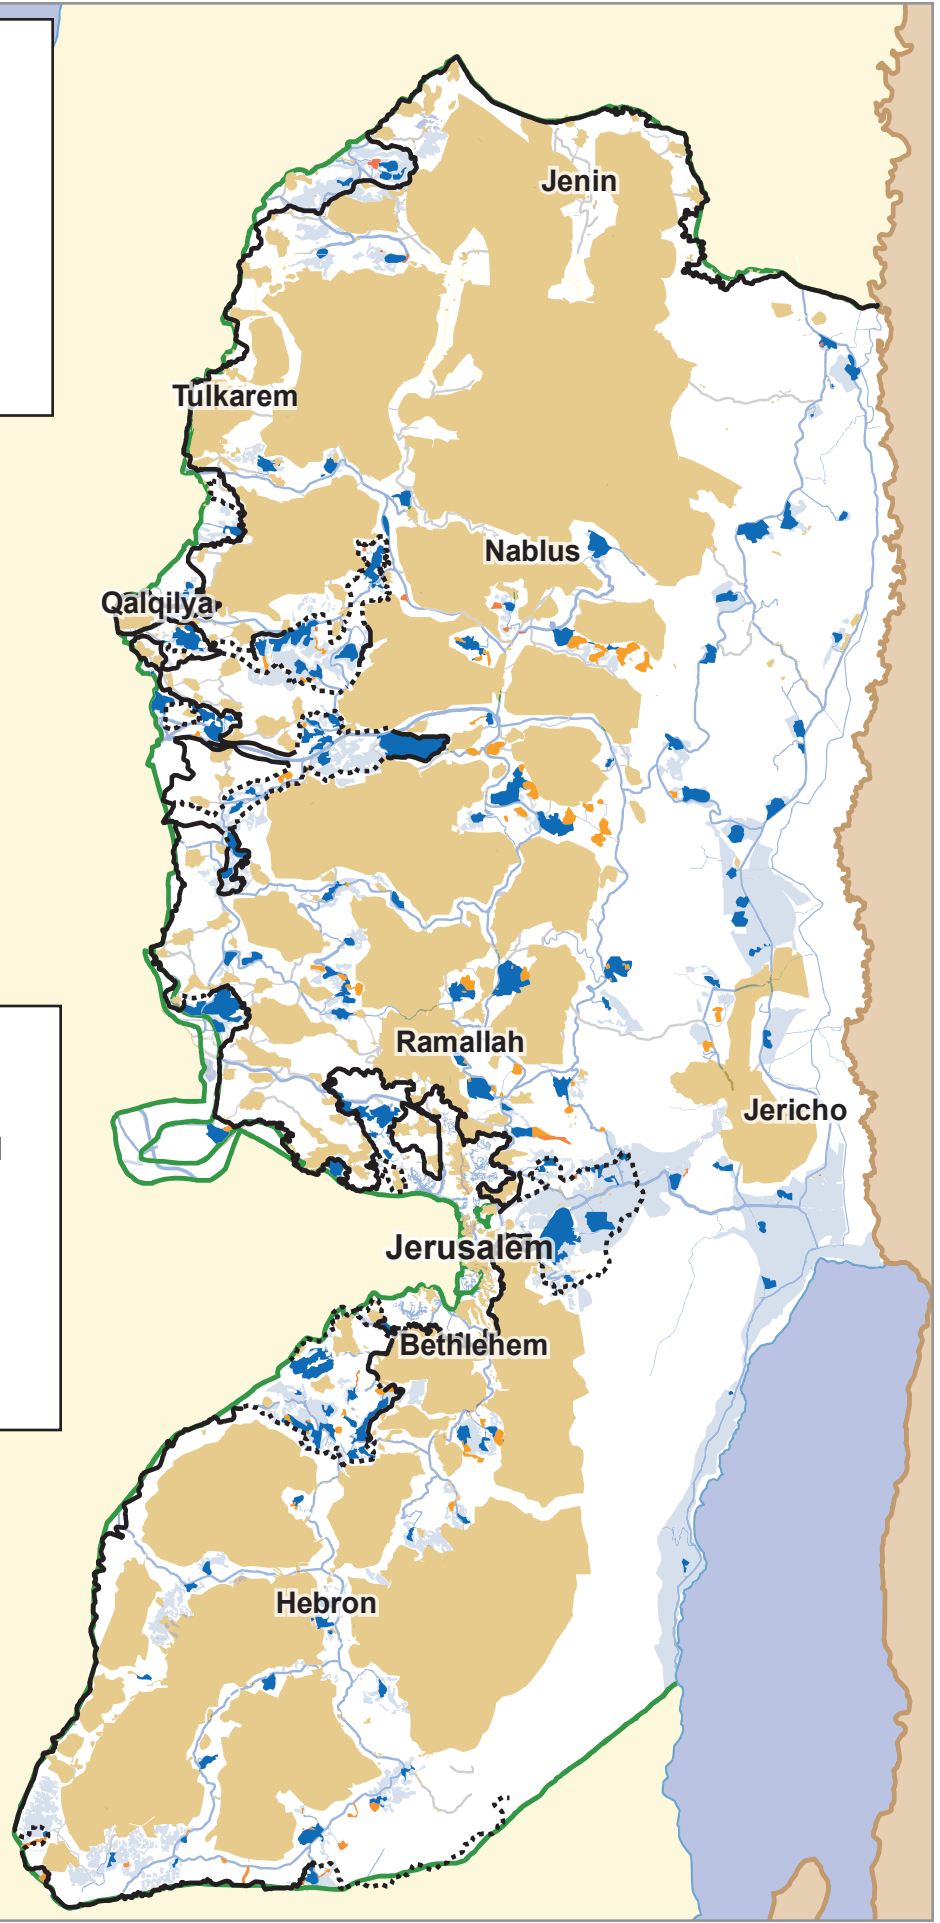 Jenin
Tulkarem
Nablus
Qalqilya
Ramallah
Jericho
Jerusalem
Bethlehem
Hebron